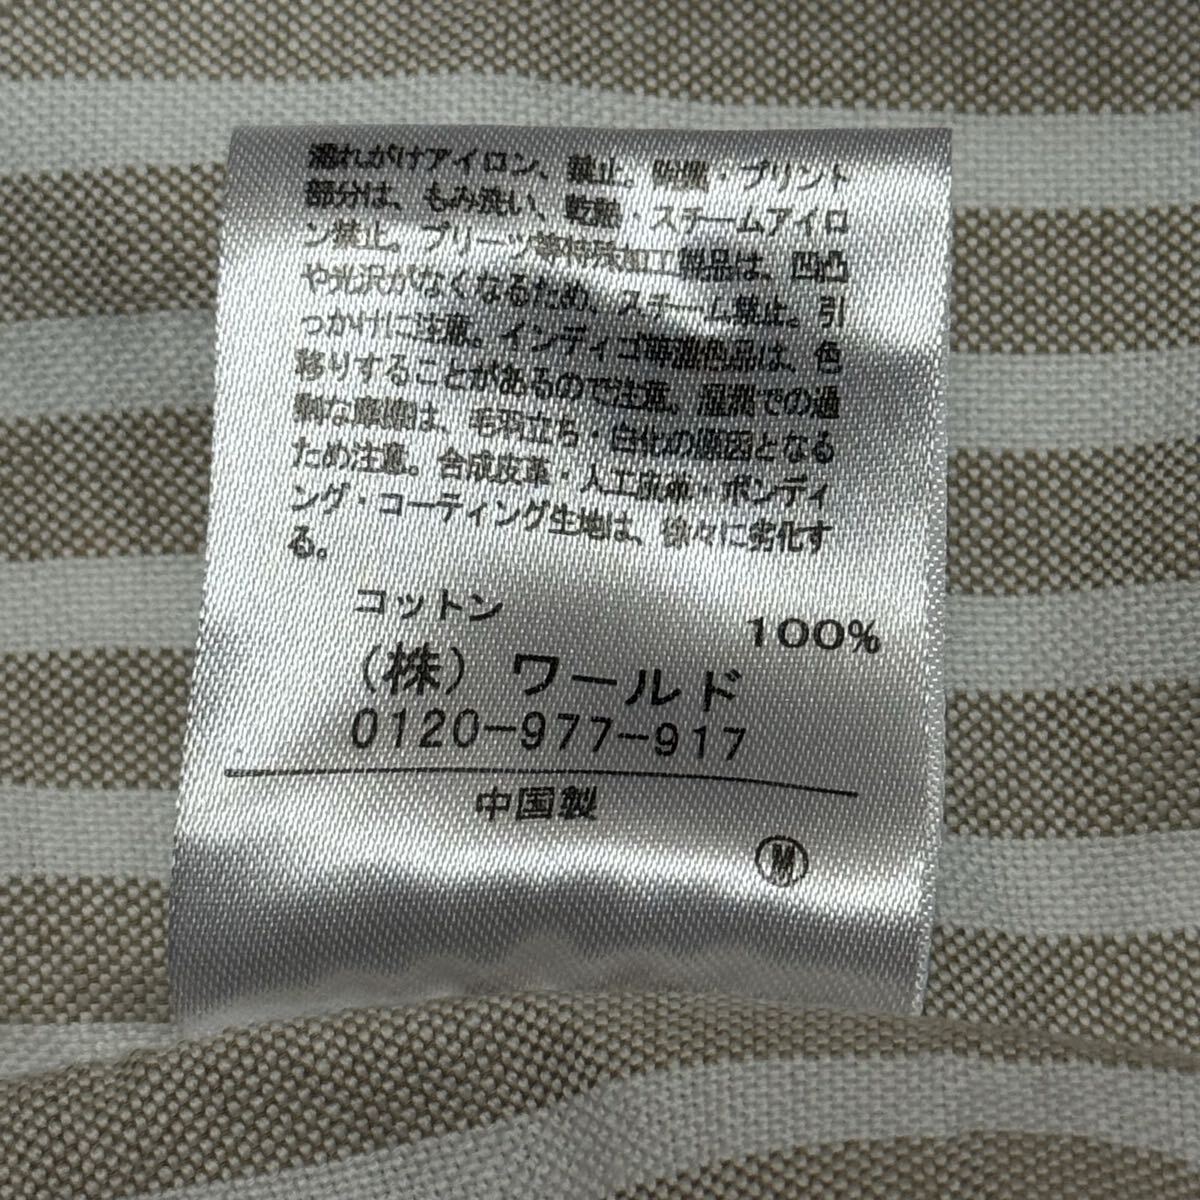 濡れがけアイロン、禁止。 ・プリント
部分は、もみ洗い、乾熱・スチームアイロ
ン禁止。プリーツ等特殊加工製品は、凹凸
や光沢がなくなるため、スチーム禁止。引
っかけに注意。インディゴ等濃色品は、色
移りすることがあるので注意。湿潤での過
な摩擦は、毛羽立ち・白化の原因となる
ため注意。合成皮革・人工皮革・ボンディ
ング・コーティング生地は、徐々に劣化す
る。
コットン 100%
(株) ワールド
0120-977-917
中国製
M